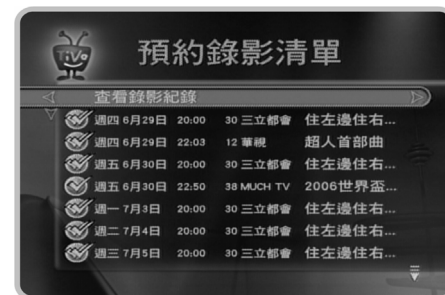 TiVo
預約錄影清單
查看錄影紀錄
週四 6月29日 20:00 30 三立都會 住左邊住右...
週四 6月29日 22:03 12 華視 超人首部曲
週五 6月30日 20:00 30 三立都會 住左邊住右...
週五 6月30日 22:50 38 MUCH TV 2006世界盃...
週一 7月3日 20:00 30 三立都會 住左邊住右...
週二 7月4日 20:00 30 三立都會 住左邊住右...
週三 7月5日 20:00 30 三立都會 住左邊住右...